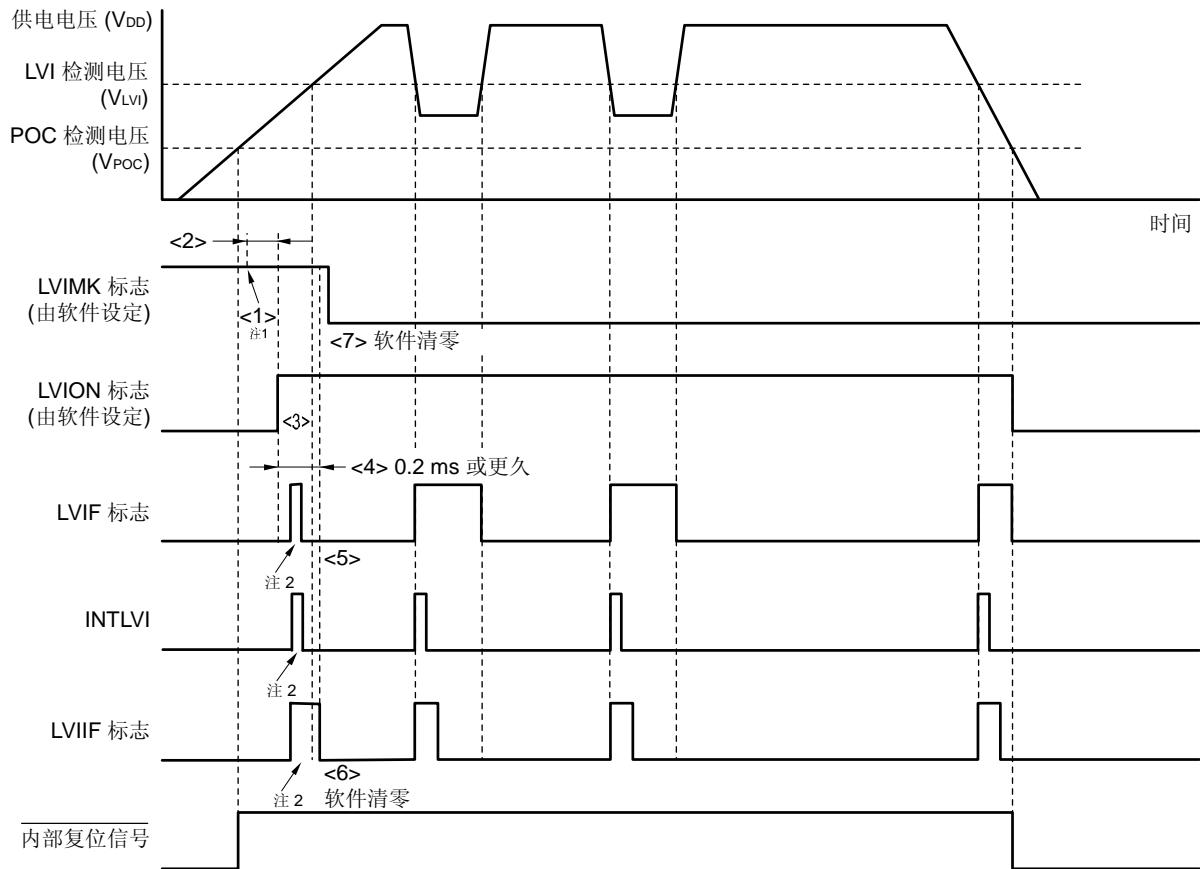 供电电压 (VDD)
LVI 检测电压
(VLVI)
POC 检测电压
(VPOC)
时间
<2>
LVIMK 标志
(由软件设定)
<1>
注1
<7> 软件清零
LVION 标志
(由软件设定)
<3>
<4> 0.2 ms 或更久
LVIF 标志
<5>
注 2
INTLVI
注 2
LVIIF 标志
<6>
注 2
软件清零
内部复位信号